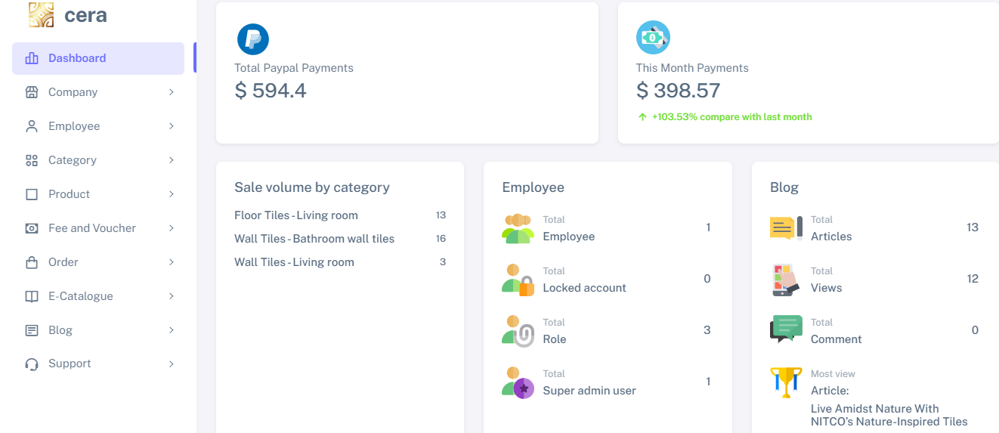 cera
Dashboard
Company
Employee
Category
Product
Fee and Voucher
Order
E-Catalogue
Blog
Support
Total Paypal Payments
$ 594.4
This Month Payments
$ 398.57
+103.53% compare with last month
Sale volume by category
Floor Tiles - Living room 13
Wall Tiles - Bathroom wall tiles 16
Wall Tiles - Living room 3
Employee
Total
Employee 1
Total
Locked account 0
Total
Role 3
Total
Super admin user 1
Blog
Total
Articles 13
Total
Views 12
Total
Comment 0
Most view
Article:
Live Amidst Nature With
NITCO’s Nature-Inspired Tiles